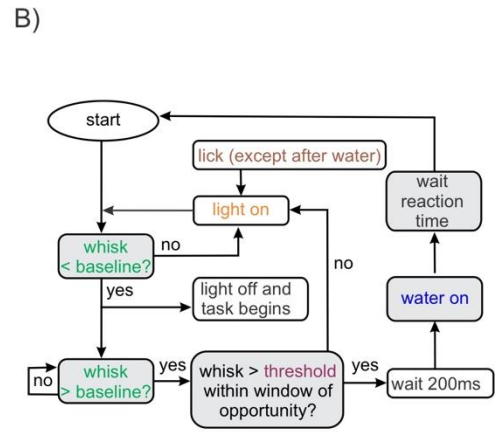 B)
start
lick (except after water)
light on
wait
reaction
time
whisk
< baseline?
no
yes
light off and
task begins
no
water on
whisk
> baseline?
no
yes
whisk > threshold
within window of
opportunity?
yes
wait 200ms